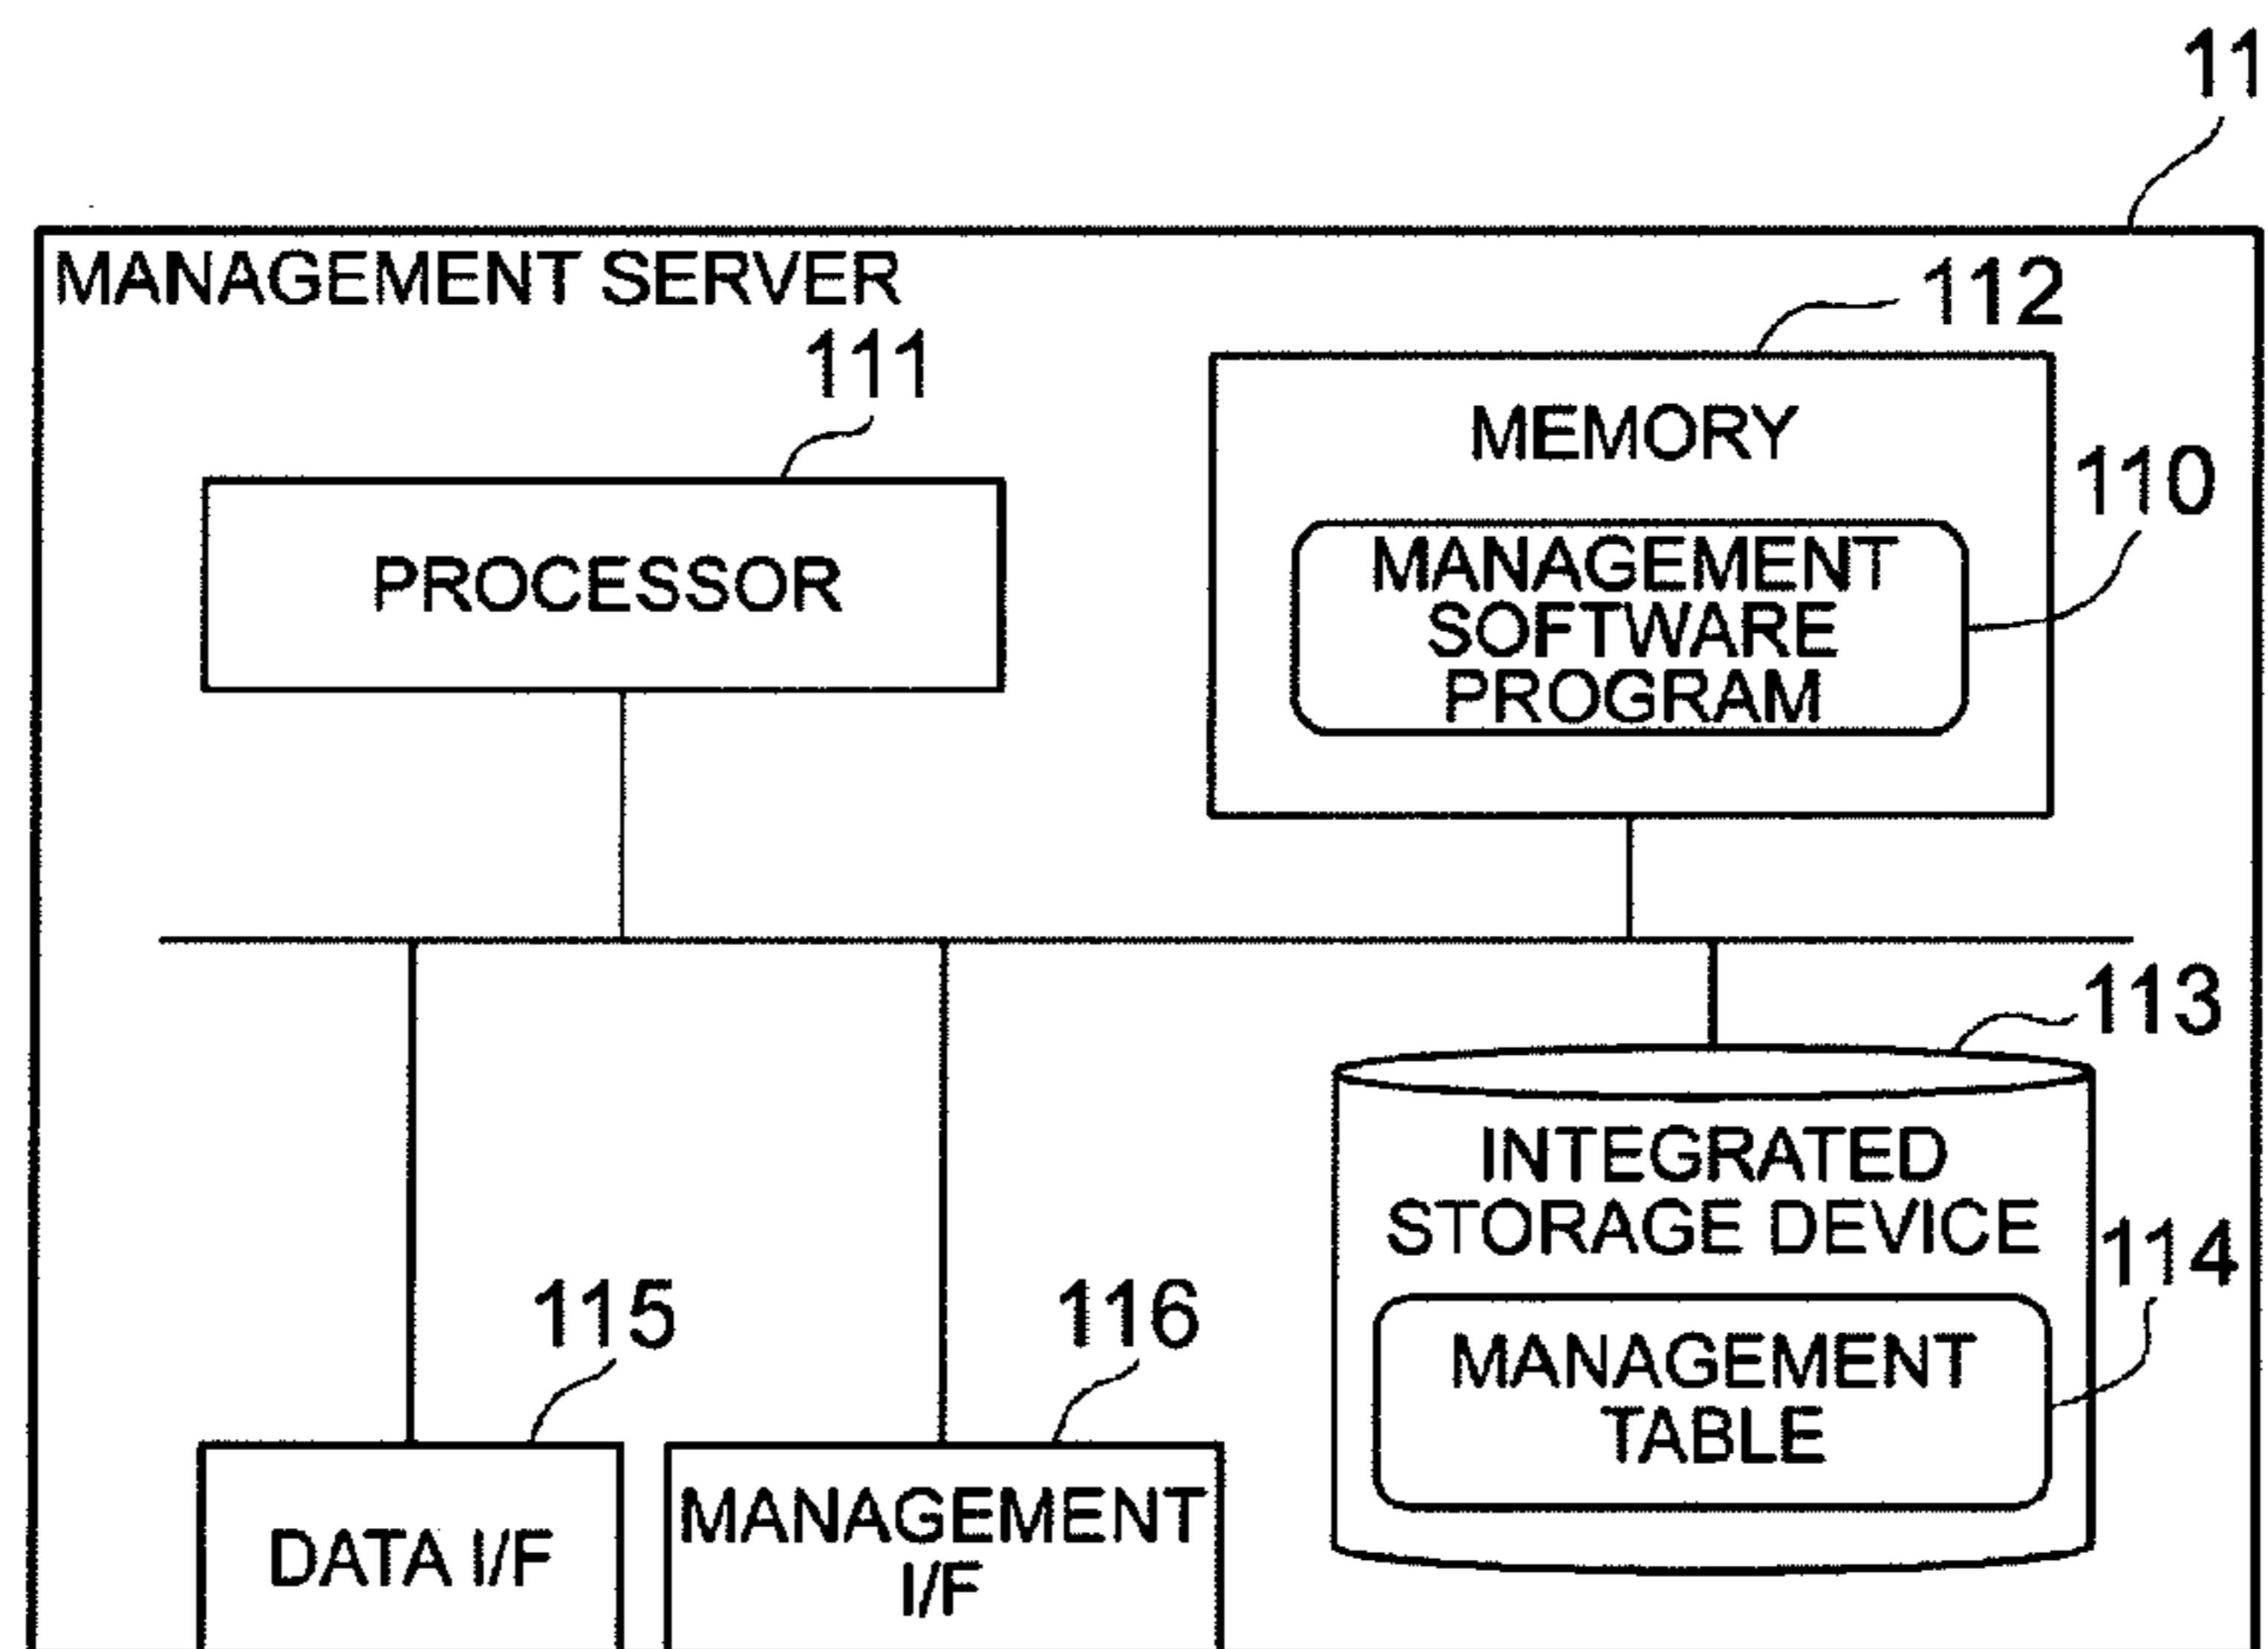 11
MANAGEMENT SERVER
112
111
MEMORY
110
PROCESSOR
MANAGEMENT
SOFTWARE
PROGRAM
113
INTEGRATED
STORAGE DEVICE
114
115
116
MANAGEMENT
TABLE
DATA I/F
MANAGEMENT
I/F